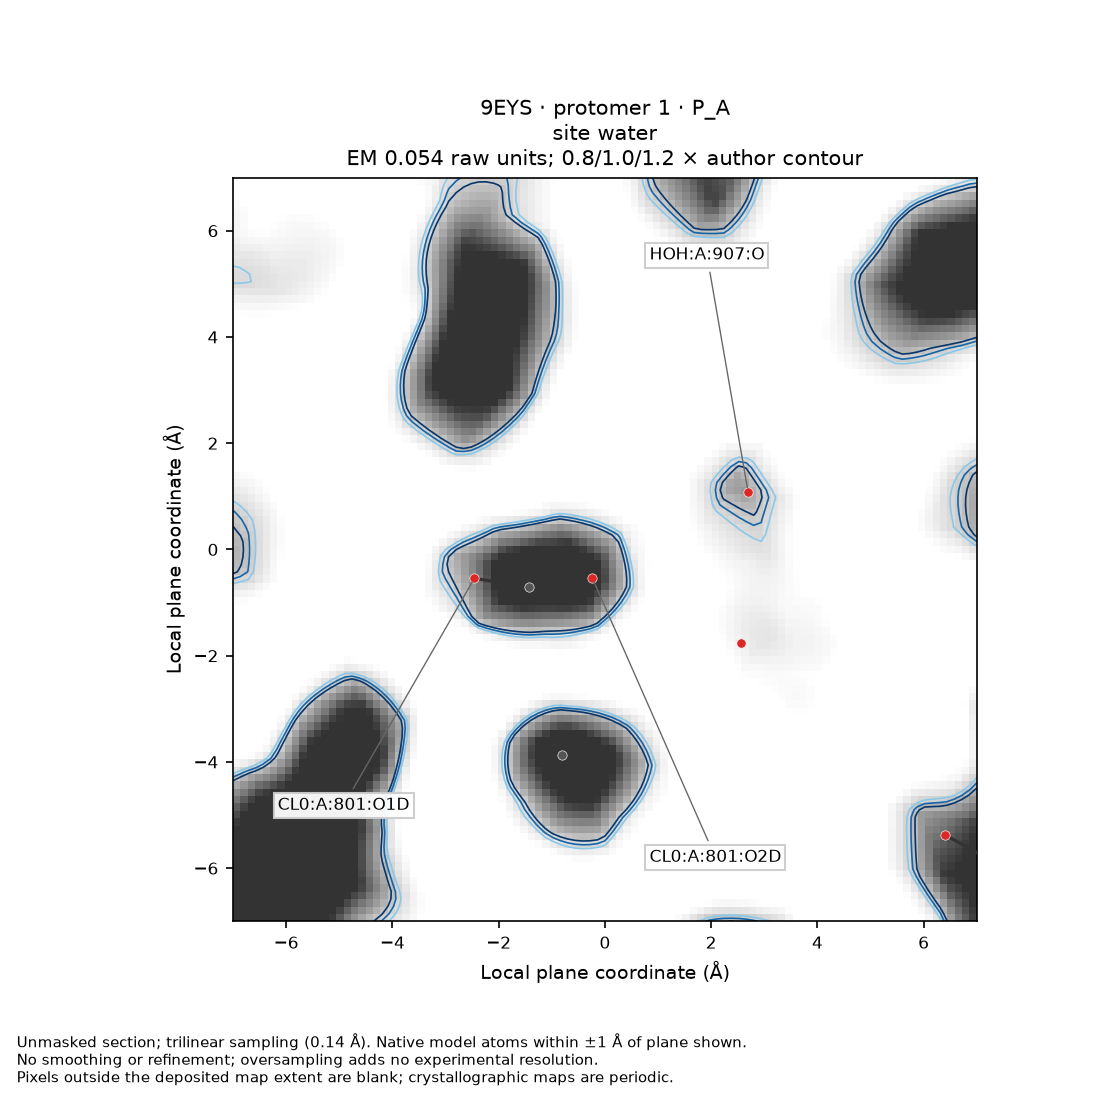 9EYS · protomer 1 · P_A
site water
EM 0.054 raw units; 0.8/1.0/1.2 × author contour
HOH:A:907:O
CL0:A:801:O1D
CL0:A:801:O2D
6
4
2
0
−2
−4
−6
Local plane coordinate (Å)
−6 −4 −2 0 2 4 6
Local plane coordinate (Å)
Unmasked section; trilinear sampling (0.14 Å). Native model atoms within ±1 Å of plane shown.
No smoothing or refinement; oversampling adds no experimental resolution.
Pixels outside the deposited map extent are blank; crystallographic maps are periodic.